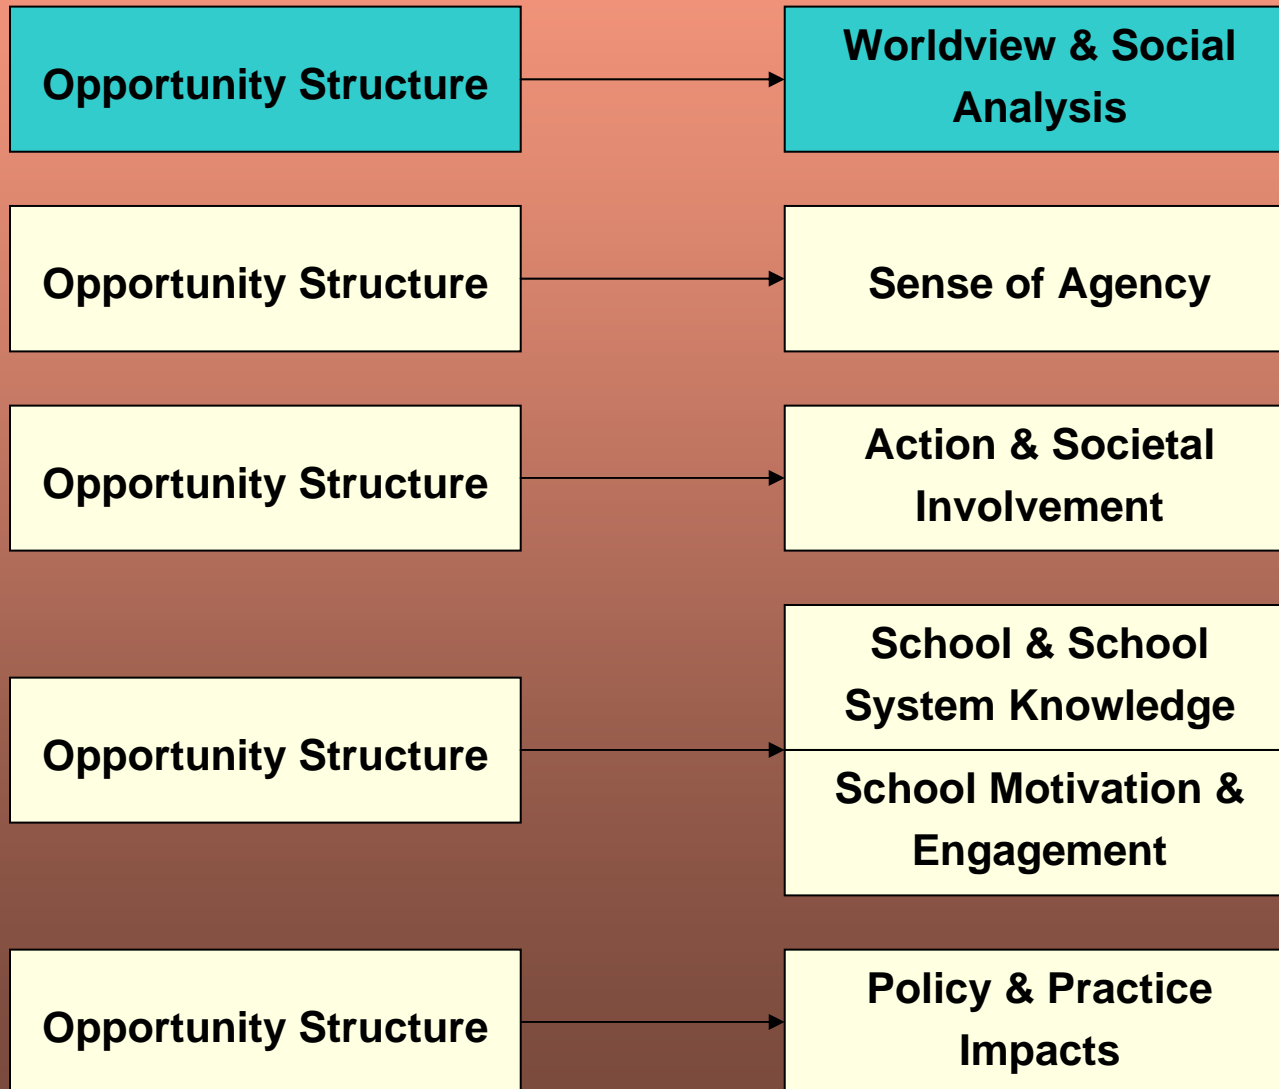 Opportunity Structure
Worldview & Social
Analysis
Opportunity Structure
Sense of Agency
Opportunity Structure
Action & Societal
Involvement
Opportunity Structure
School & School
System Knowledge
School Motivation &
Engagement
Opportunity Structure
Policy & Practice
Impacts